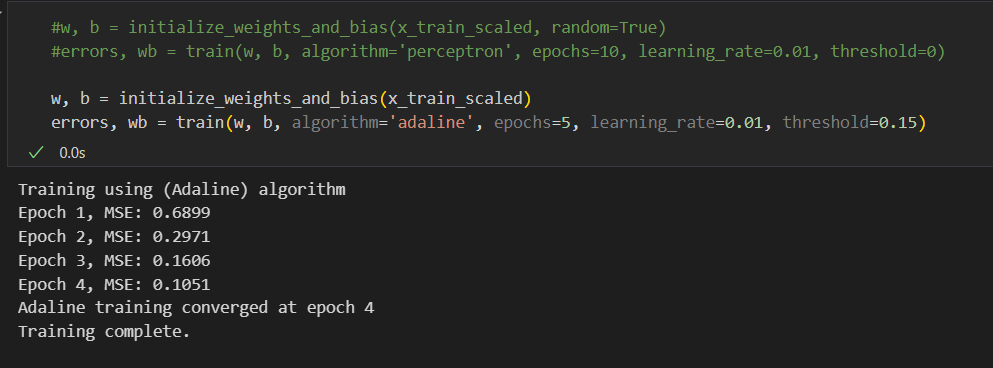 #w, b = initialize_weights_and_bias(x_train_scaled, random=True)
#errors, wb = train(w, b, algorithm='perceptron', epochs=10, learning_rate=0.01, threshold=0)
w, b = initialize_weights_and_bias(x_train_scaled)
errors, wb = train(w, b, algorithm='adaline', epochs=5, learning_rate=0.01, threshold=0.15)
0.0s
Training using (Adaline) algorithm
Epoch 1, MSE: 0.6899
Epoch 2, MSE: 0.2971
Epoch 3, MSE: 0.1606
Epoch 4, MSE: 0.1051
Adaline training converged at epoch 4
Training complete.